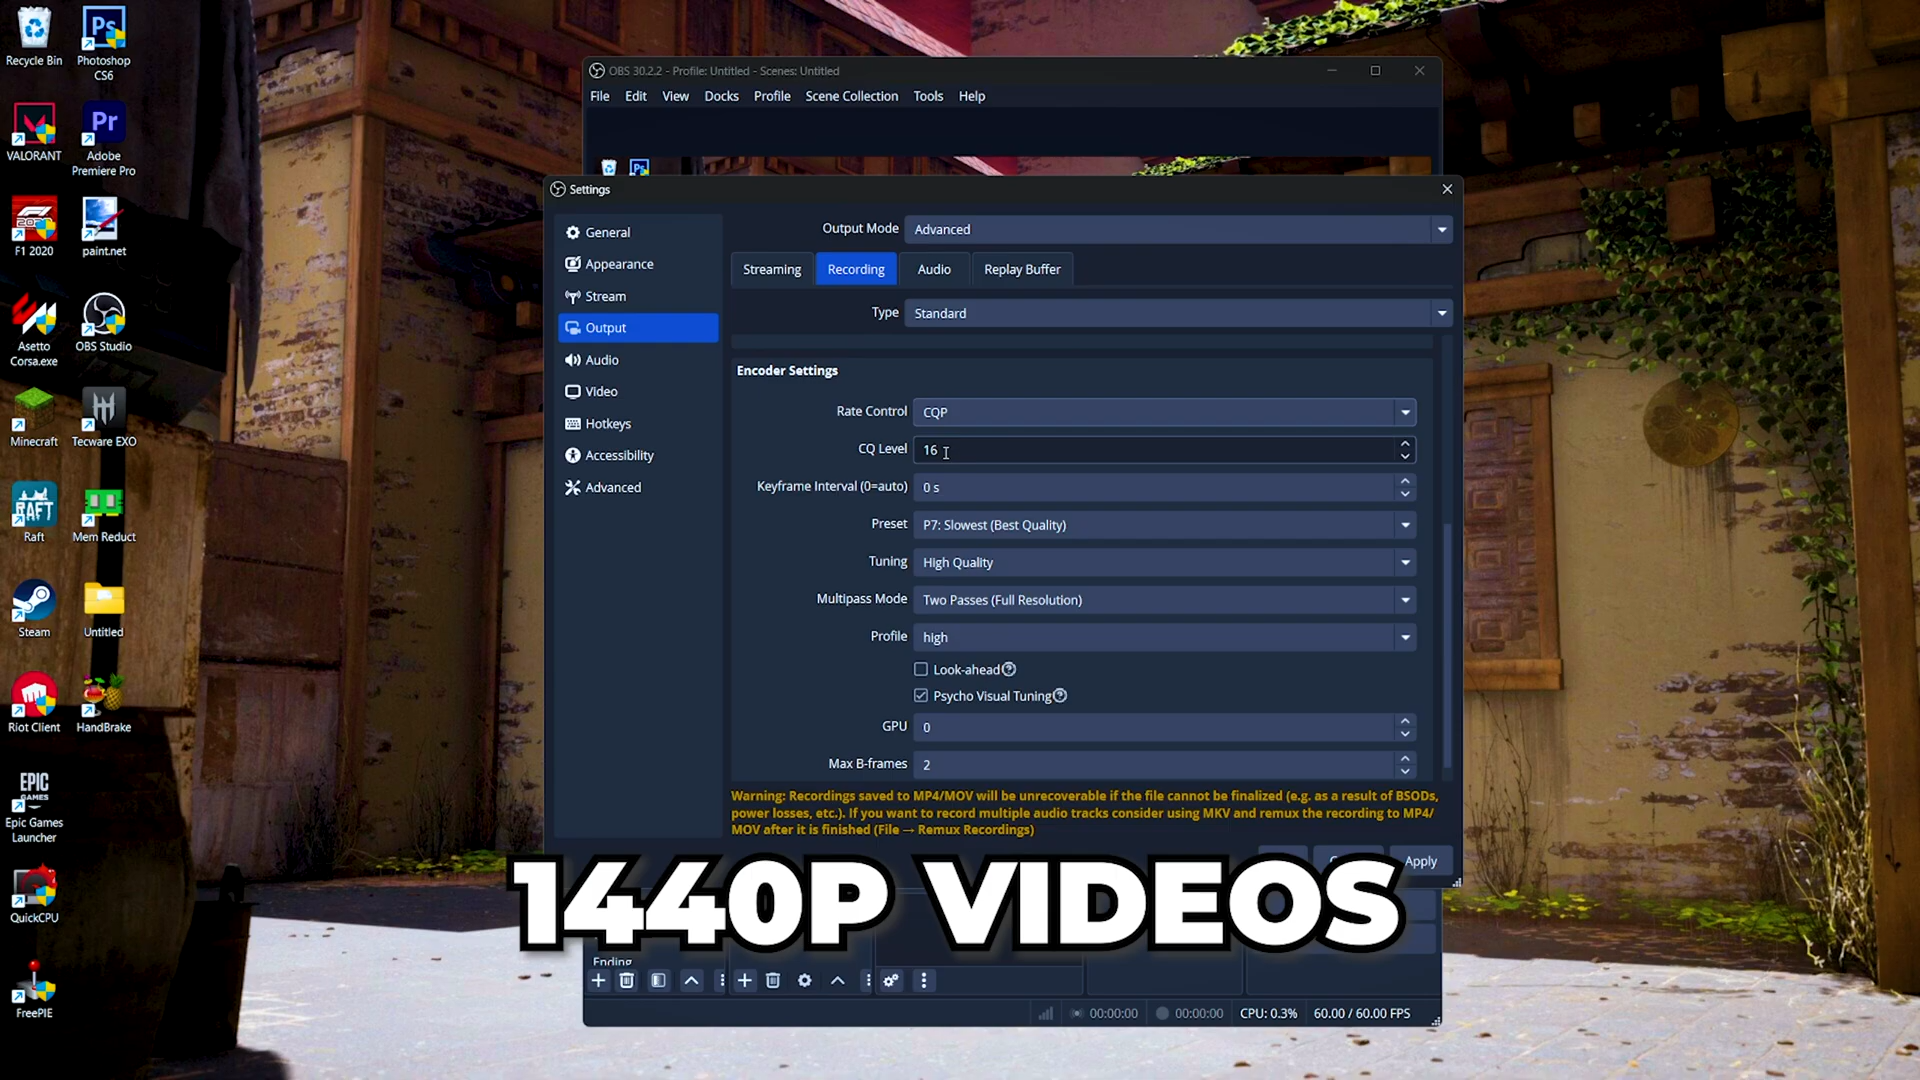 Recycle Bin
Photoshop
CS6
VALORANT
Adobe
Premiere Pro
F1 2020
paint.net
Asetto
Corsa.exe
OBS Studio
Minecraft
Tecware EXO
Raft
Mem Reduct
Steam
Untitled
Riot Client
HandBrake
Epic Games
Launcher
QuickCPU
FreePIE
OBS 30.2.2 - Profile: Untitled - Scenes: Untitled
File Edit View Docks Profile Scene Collection Tools Help
Settings
General
Appearance
Stream
Output
Audio
Video
Hotkeys
Accessibility
Advanced
Output Mode Advanced
Streaming Recording Audio Replay Buffer
Type Standard
Encoder Settings
Rate Control CQP
CQ Level 16
Keyframe Interval (0=auto) 0 s
Preset P7: Slowest (Best Quality)
Tuning High Quality
Multipass Mode Two Passes (Full Resolution)
Profile high
Look-ahead
Psycho Visual Tuning
GPU 0
Max B-frames 2
Warning: Recordings saved to MP4/MOV will be unrecoverable if the file cannot be finalized (e.g. as a result of BSODs,
power losses, etc.). If you want to record multiple audio tracks consider using MKV and remux the recording to MP4/
MOV after it is finished (File → Remux Recordings)
Apply
1440P VIDEOS
Ending
00:00:00 00:00:00 CPU: 0.3% 60.00 / 60.00 FPS